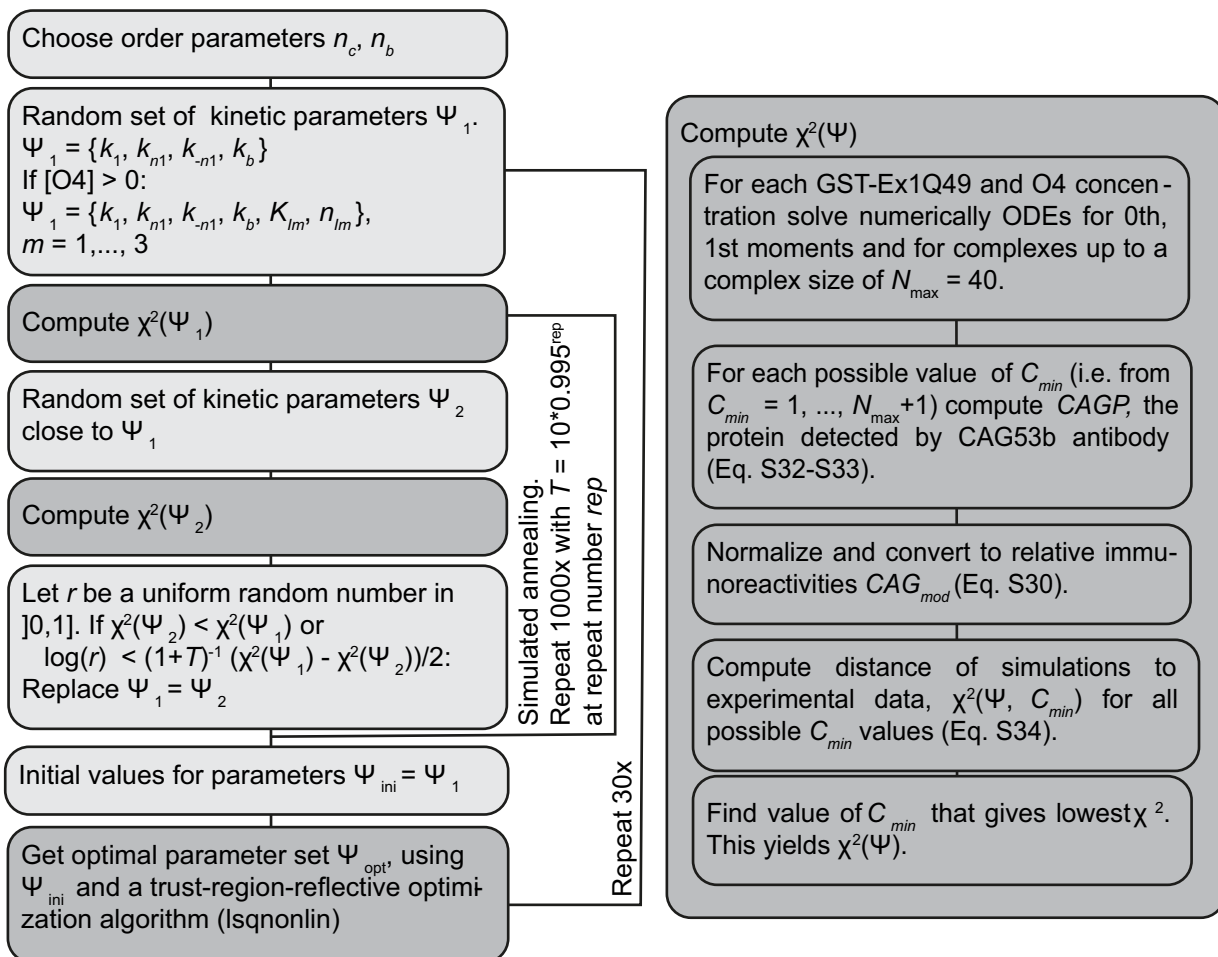 Choose order parameters n_c, n_b
Random set of kinetic parameters Ψ_1.
Ψ_1 = {k_1, k_n1, k_-n1, k_b}
If [O4] > 0:
Ψ_1 = {k_1, k_n1, k_-n1, k_b, K_Im, n_Im},
m = 1,..., 3
Compute χ²(Ψ_1)
Random set of kinetic parameters Ψ_2
close to Ψ_1
Compute χ²(Ψ_2)
Let r be a uniform random number in
]0,1]. If χ²(Ψ_2) < χ²(Ψ_1) or
log(r) < (1+T)⁻¹ (χ²(Ψ_1) - χ²(Ψ_2))/2:
Replace Ψ_1 = Ψ_2
Initial values for parameters Ψ_ini = Ψ_1
Get optimal parameter set Ψ_opt, using
Ψ_ini and a trust-region-reflective optimi-
zation algorithm (lsqnonlin)
Simulated annealing.
Repeat 1000x with T = 10*0.995^rep
at repeat number rep
Repeat 30x
Compute χ²(Ψ)
For each GST-Ex1Q49 and O4 concen-
tration solve numerically ODEs for 0th,
1st moments and for complexes up to a
complex size of N_max = 40.
For each possible value of C_min (i.e. from
C_min = 1, ..., N_max+1) compute CAGP, the
protein detected by CAG53b antibody
(Eq. S32-S33).
Normalize and convert to relative immu-
noreactivities CAG_mod (Eq. S30).
Compute distance of simulations to
experimental data, χ²(Ψ, C_min) for all
possible C_min values (Eq. S34).
Find value of C_min that gives lowest χ².
This yields χ²(Ψ).